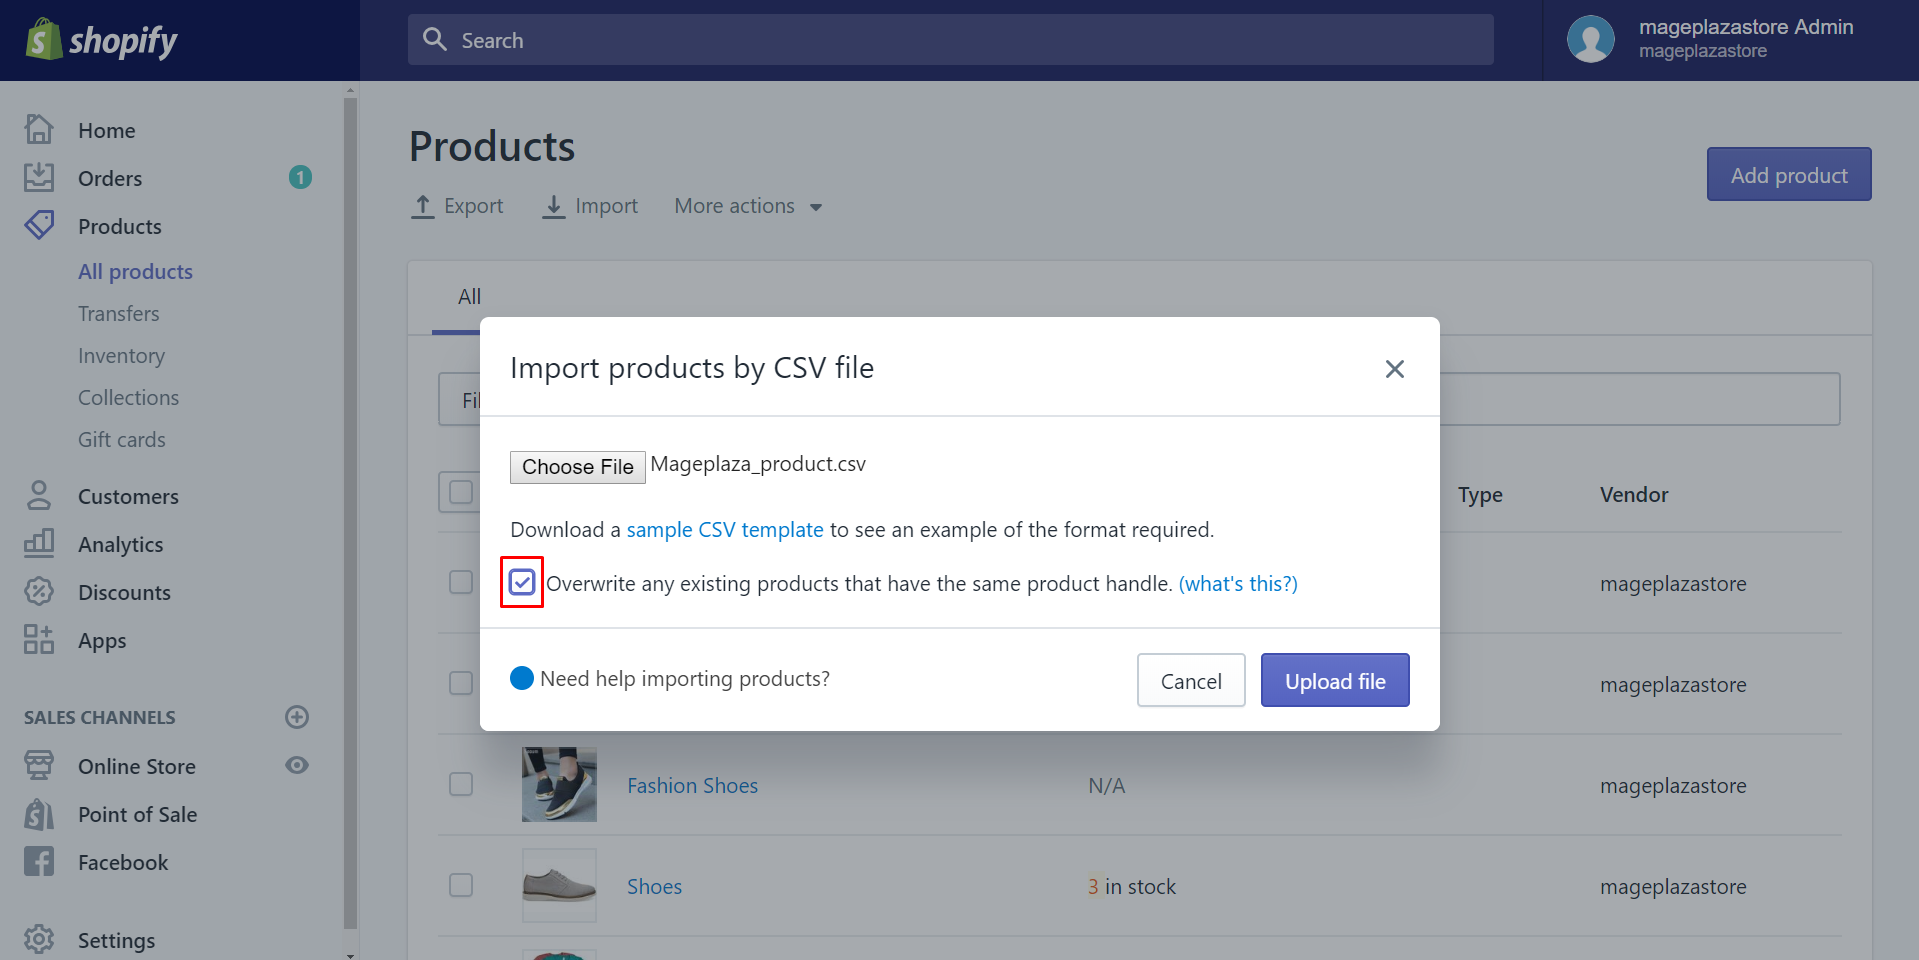 shopify
Search
mageplazastore Admin
mageplazastore
Home
Orders
1
Products
All products
Transfers
Inventory
Collections
Gift cards
Customers
Analytics
Discounts
Apps
SALES CHANNELS
Online Store
Point of Sale
Facebook
Settings
Products
Export Import More actions
Add product
All
Fil
Import products by CSV file
Choose File Mageplaza_product.csv
Download a sample CSV template to see an example of the format required.
Overwrite any existing products that have the same product handle. (what's this?)
Need help importing products?
Cancel
Upload file
Type Vendor
mageplazastore
mageplazastore
Fashion Shoes N/A mageplazastore
Shoes 3 in stock mageplazastore